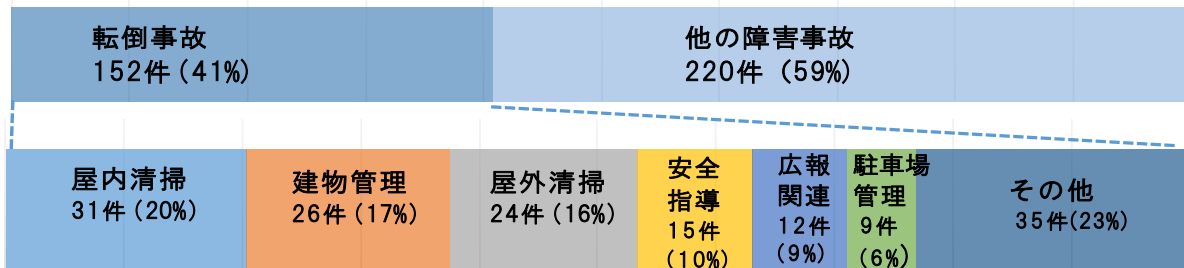 転倒事故
152件(41%)
他の障害事故
220件 (59%)
屋内清掃
31件(20%)
建物管理
26件(17%)
屋外清掃
24件(16%)
安全
指導
15件
(10%)
広報
関連
12件
(9%)
駐車場
管理
9件
(6%)
その他
35件(23%)